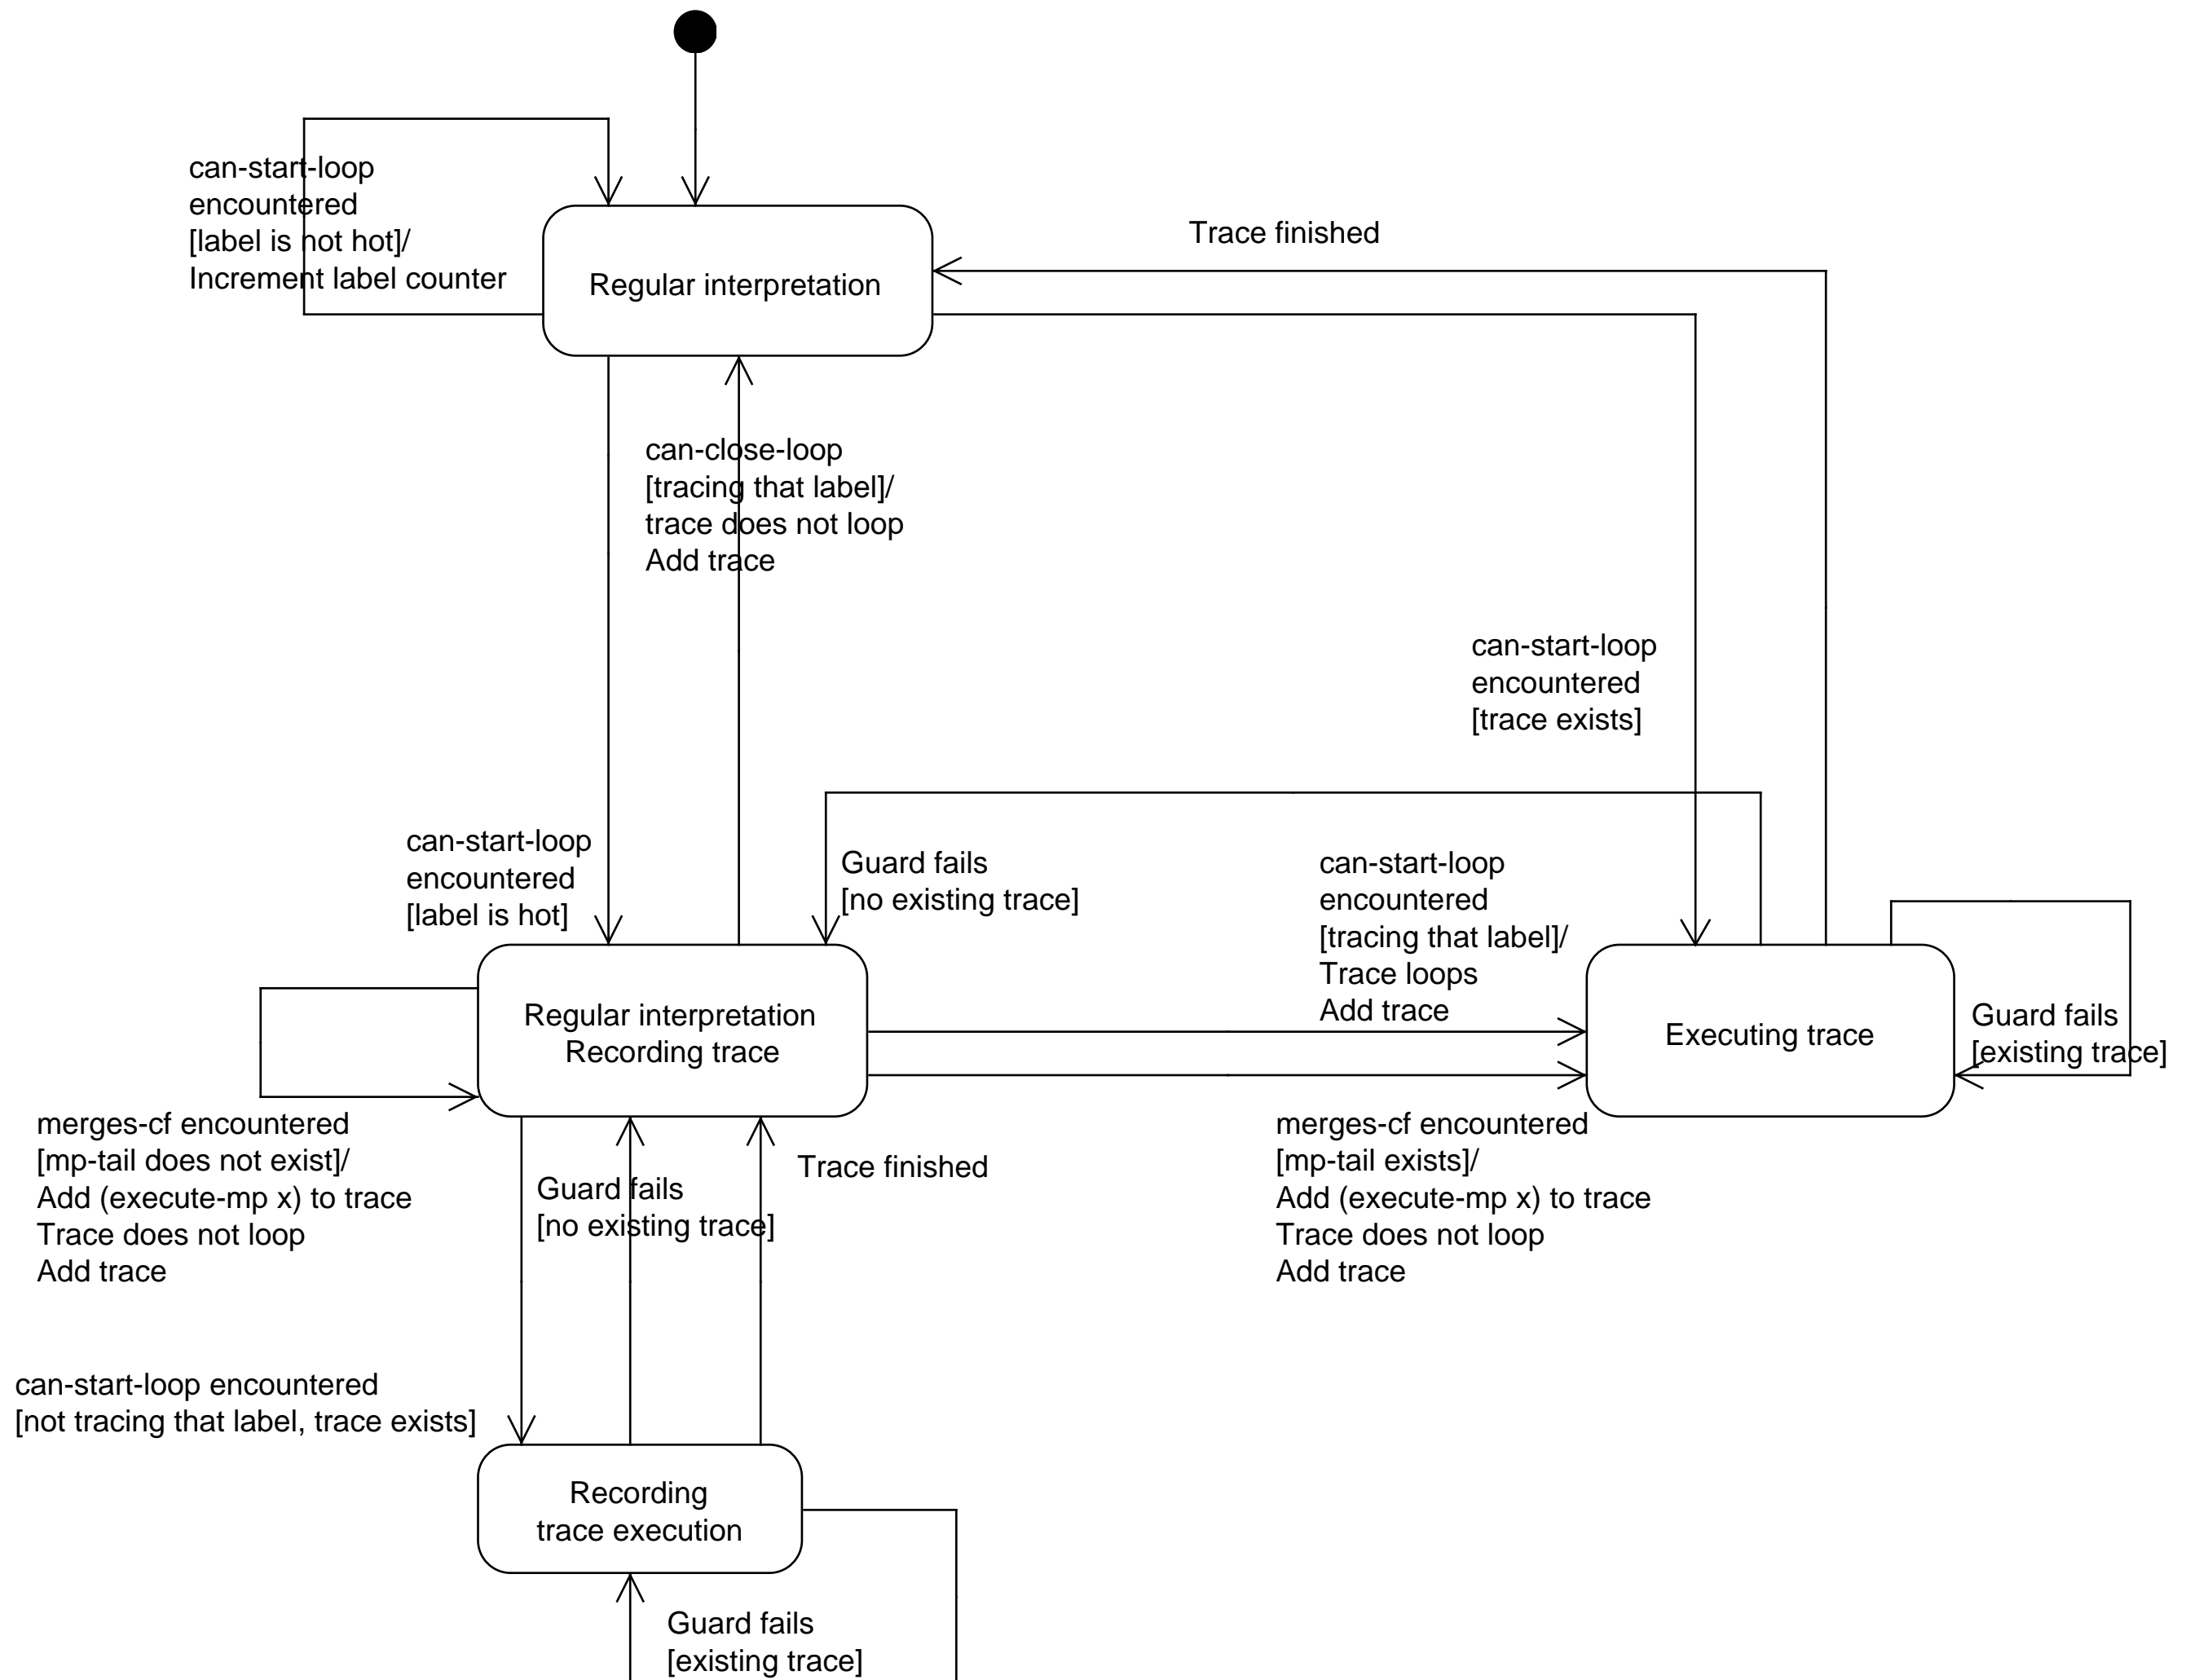 can-start-loop
encountered
[label is not hot]/
Increment label counter
Regular interpretation
Trace finished
can-close-loop
[tracing that label]/
trace does not loop
Add trace
can-start-loop
encountered
[trace exists]
can-start-loop
encountered
[label is hot]
Guard fails
[no existing trace]
can-start-loop
encountered
[tracing that label]/
Trace loops
Add trace
Regular interpretation
Recording trace
Executing trace
Guard fails
[existing trace]
merges-cf encountered
[mp-tail does not exist]/
Add (execute-mp x) to trace
Trace does not loop
Add trace
Guard fails
[no existing trace]
Trace finished
merges-cf encountered
[mp-tail exists]/
Add (execute-mp x) to trace
Trace does not loop
Add trace
can-start-loop encountered
[not tracing that label, trace exists]
Recording
trace execution
Guard fails
[existing trace]